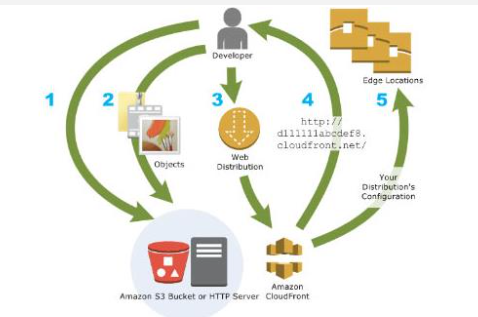 Developer
Edge Locations
1
2
3
4
5
http://
d111111abcdef8.
cloudfront.net/
Objects
Web
Distribution
Your
Distribution's
Configuration
Amazon S3 Bucket or HTTP Server
Amazon
CloudFront